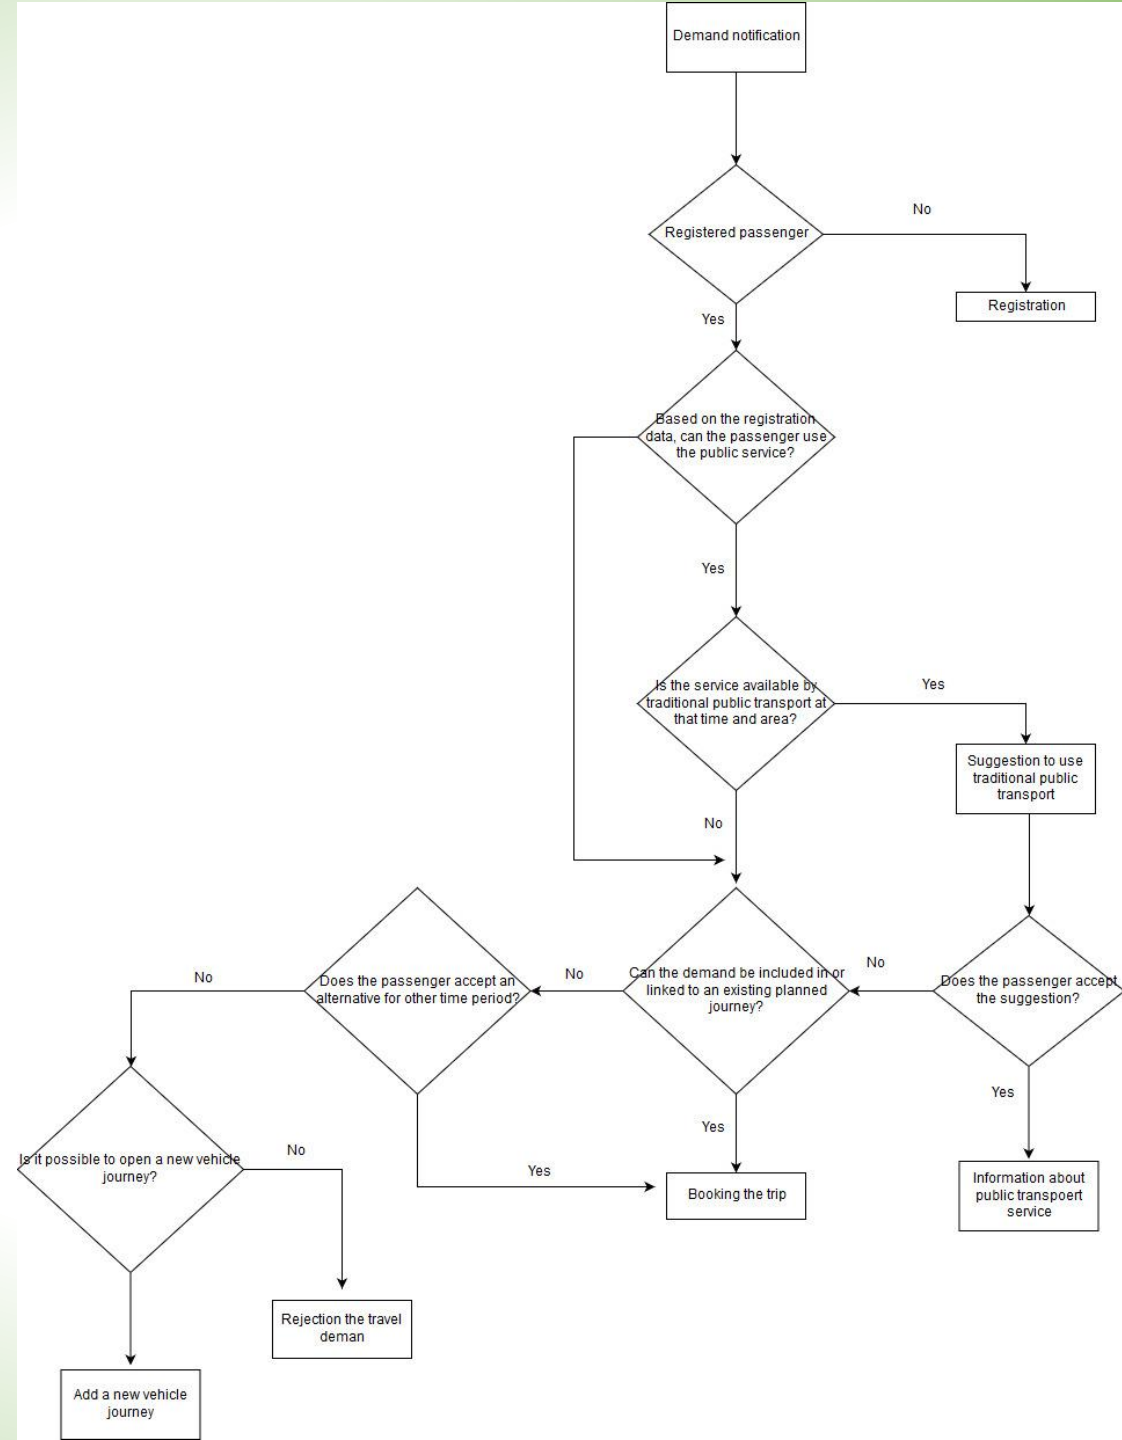 Demand notification
Registered passenger
No
Registration
Yes
Based on the registration
data, can the passenger use
the public service?
Yes
Is the service available by
traditional public transport at
that time and area?
Yes
Suggestion to use
traditional public
transport
No
Can the demand be included in or
linked to an existing planned
journey?
No
Does the passenger accept
the suggestion?
No
Does the passenger accept an
alternative for other time period?
No
Yes
Information about
public transpoert
service
Yes
Booking the trip
Yes
Is it possible to open a new vehicle
journey?
No
Rejection the travel
deman
Add a new vehicle
journey